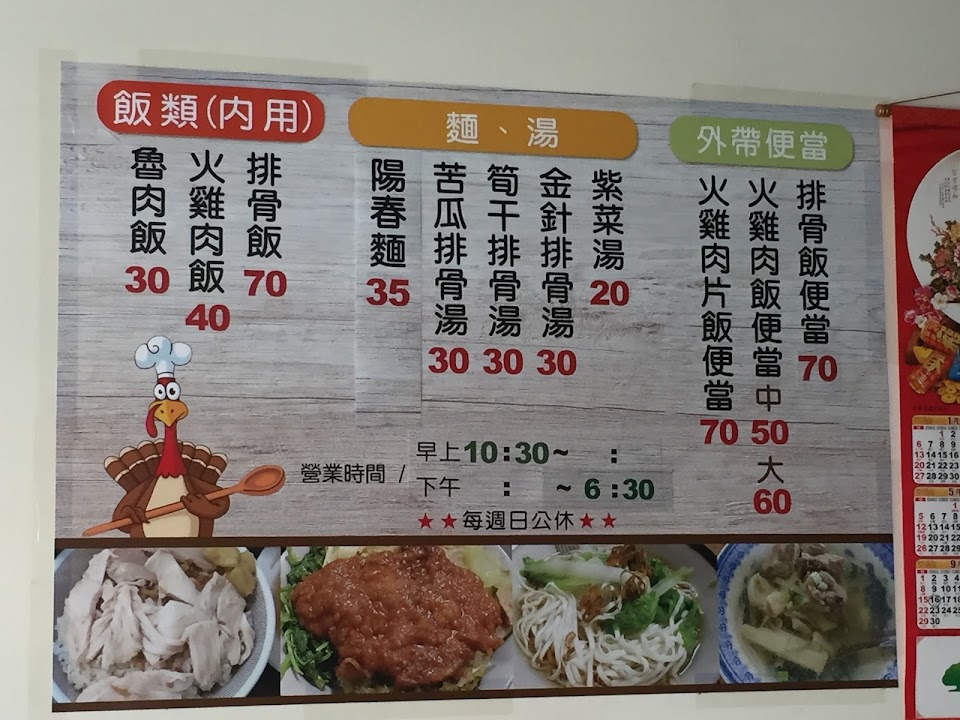 飯類(內用)
魯肉飯 30
火雞肉飯 40
排骨飯 70
麵、湯
陽春麵 35
苦瓜排骨湯 30
筍干排骨湯 30
金針排骨湯 30
紫菜湯 20
外帶便當
火雞肉片飯便當 70
火雞肉飯便當 中 50
大 60
排骨飯便當 70
營業時間 /
早上 10:30~ :
下午 : ~ 6:30
★★每週日公休★★